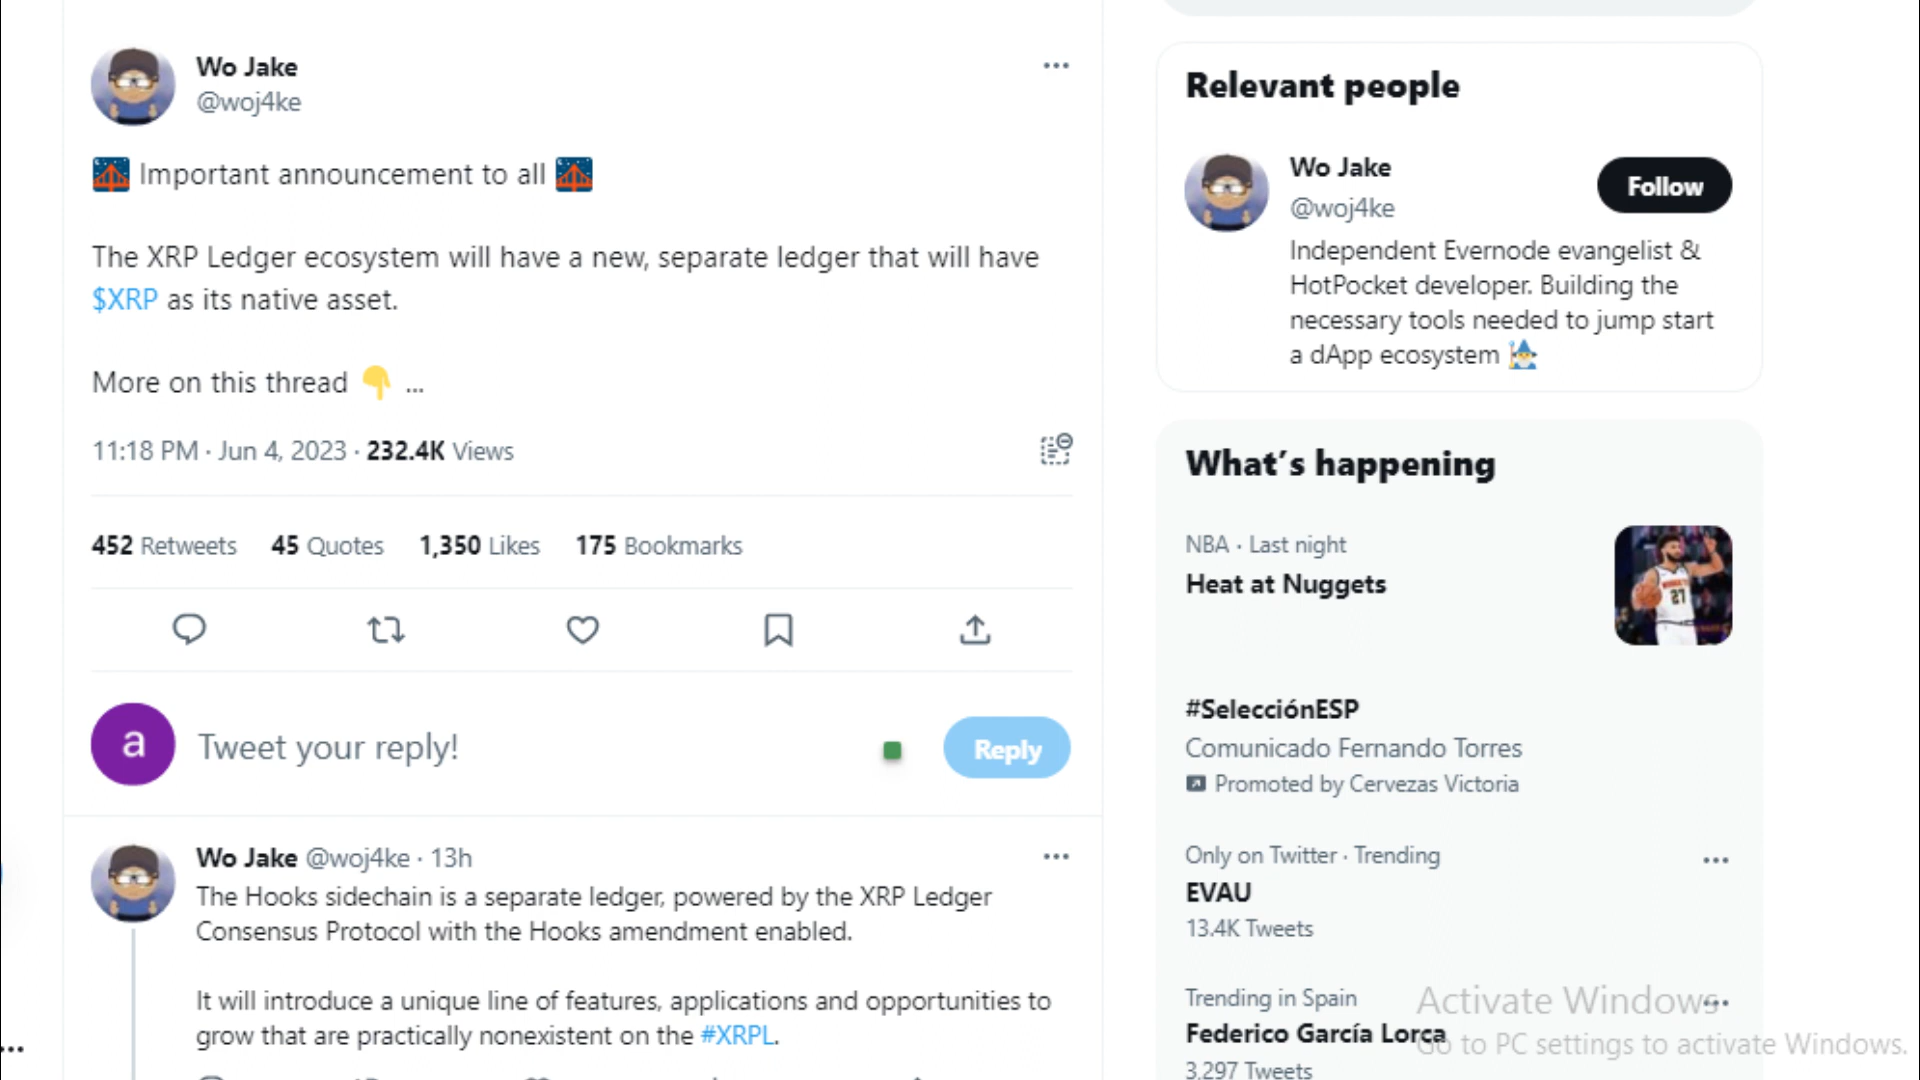 Wo Jake
@woj4ke
Important announcement to all
The XRP Ledger ecosystem will have a new, separate ledger that will have
$XRP as its native asset.
More on this thread 👇 ...
11:18 PM · Jun 4, 2023 · 232.4K Views
452 Retweets 45 Quotes 1,350 Likes 175 Bookmarks
a
Tweet your reply!
Reply
Wo Jake @woj4ke · 13h
The Hooks sidechain is a separate ledger, powered by the XRP Ledger
Consensus Protocol with the Hooks amendment enabled.
It will introduce a unique line of features, applications and opportunities to
grow that are practically nonexistent on the #XRPL.
Relevant people
Wo Jake
@woj4ke
Follow
Independent Evernode evangelist &
HotPocket developer. Building the
necessary tools needed to jump start
a dApp ecosystem
What's happening
NBA · Last night
Heat at Nuggets
27
#SelecciónESP
Comunicado Fernando Torres
Promoted by Cervezas Victoria
Only on Twitter · Trending
EVAU
13.4K Tweets
Trending in Spain
Federico García Lorca
3,297 Tweets
Activate Windows
Go to PC settings to activate Windows.